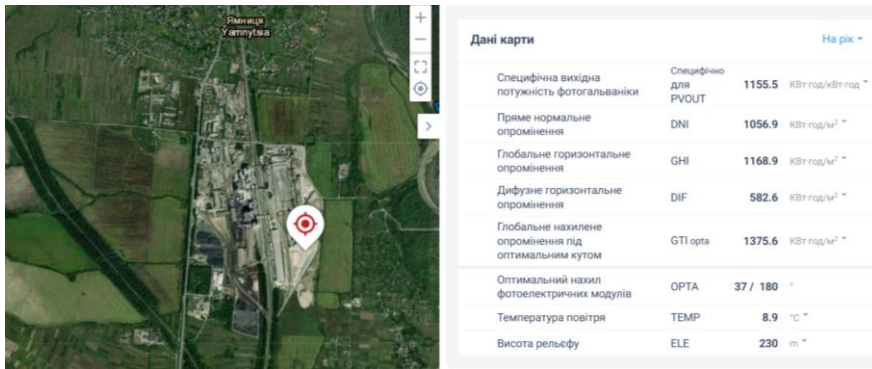 Ямниця
Yamnytsia
Дані карти
На рік
Специфічна вихідна
потужність фотогальваніки
Специфічно
для
PVOUT
1155.5 КВт·год/кВт·год
Пряме нормальне
опромінення
DNI 1056.9 КВт·год/м²
Глобальне горизонтальне
опромінення
GHI 1168.9 КВт·год/м²
Дифузне горизонтальне
опромінення
DIF 582.6 КВт·год/м²
Глобальне нахилене
опромінення під
оптимальним кутом
GTI opta 1375.6 КВт·год/м²
Оптимальний нахил
фотоелектричних модулів
OPTA 37 / 180 °
Температура повітря TEMP 8.9 °C
Висота рельєфу ELE 230 m